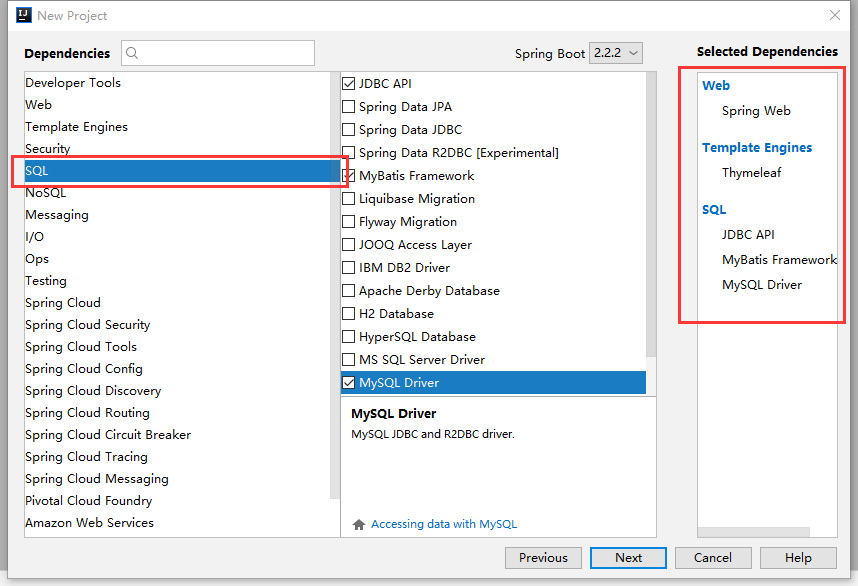 New Project
Dependencies
Spring Boot 2.2.2
Selected Dependencies
Developer Tools
Web
Template Engines
Security
SQL
NoSQL
Messaging
I/O
Ops
Testing
Spring Cloud
Spring Cloud Security
Spring Cloud Tools
Spring Cloud Config
Spring Cloud Discovery
Spring Cloud Routing
Spring Cloud Circuit Breaker
Spring Cloud Tracing
Spring Cloud Messaging
Pivotal Cloud Foundry
Amazon Web Services
JDBC API
Spring Data JPA
Spring Data JDBC
Spring Data R2DBC [Experimental]
MyBatis Framework
Liquibase Migration
Flyway Migration
JOOQ Access Layer
IBM DB2 Driver
Apache Derby Database
H2 Database
HyperSQL Database
MS SQL Server Driver
MySQL Driver
MySQL Driver
MySQL JDBC and R2DBC driver.
Accessing data with MySQL
Web
Spring Web
Template Engines
Thymeleaf
SQL
JDBC API
MyBatis Framework
MySQL Driver
Previous
Next
Cancel
Help